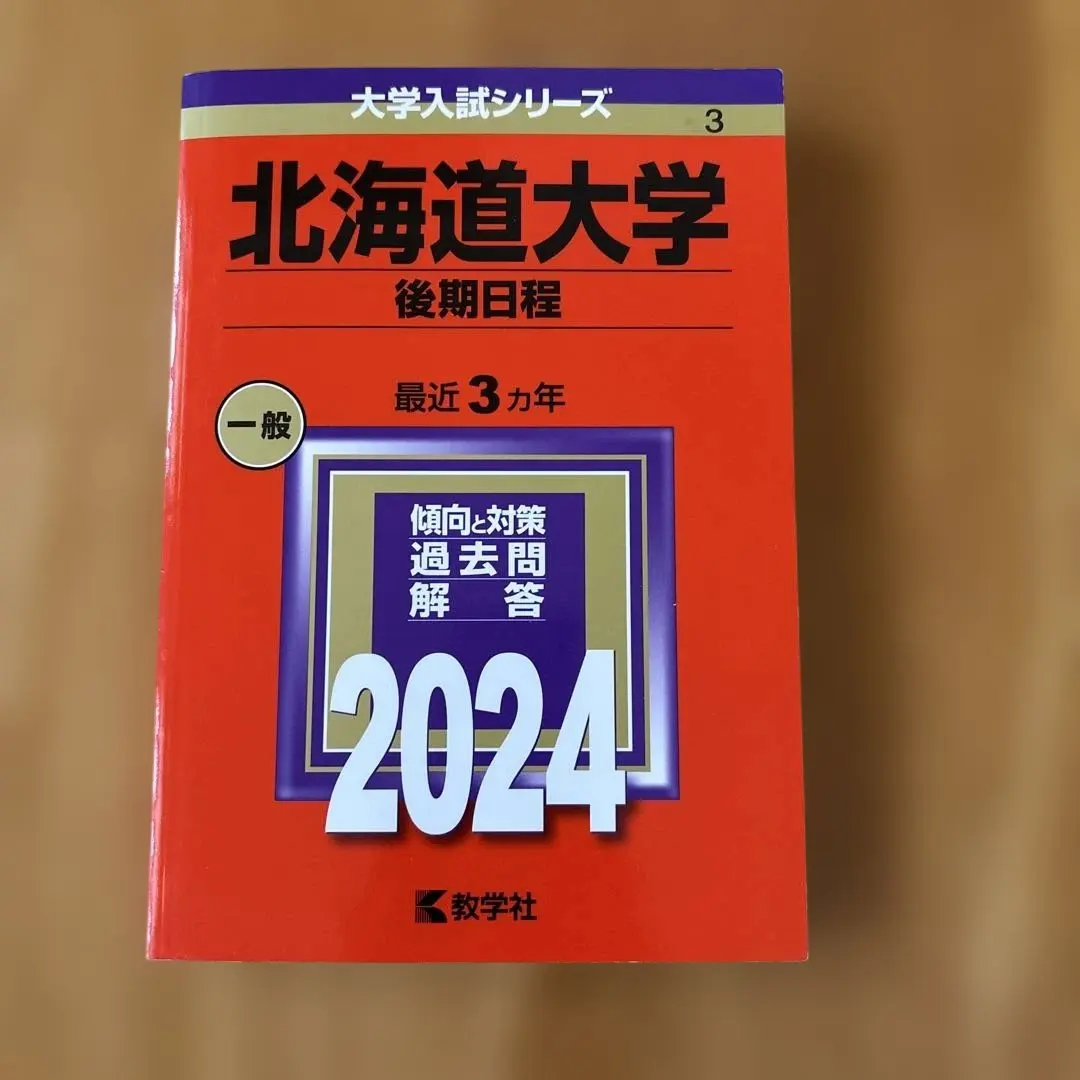 大学入試シリーズ
3
北海道大学
後期日程
最近3カ年
一般
傾向と対策
過去問
解答
2024
教学社